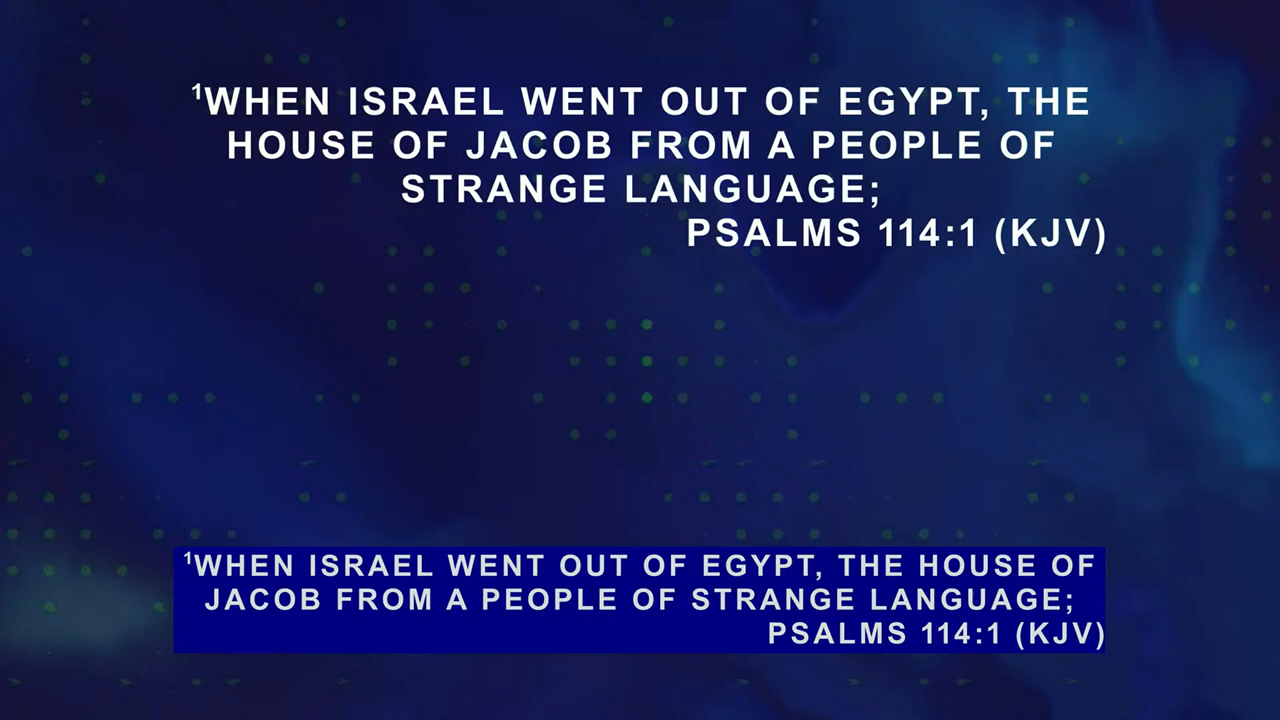 ¹WHEN ISRAEL WENT OUT OF EGYPT, THE
HOUSE OF JACOB FROM A PEOPLE OF
STRANGE LANGUAGE;
PSALMS 114:1 (KJV)
¹WHEN ISRAEL WENT OUT OF EGYPT, THE HOUSE OF
JACOB FROM A PEOPLE OF STRANGE LANGUAGE;
PSALMS 114:1 (KJV)